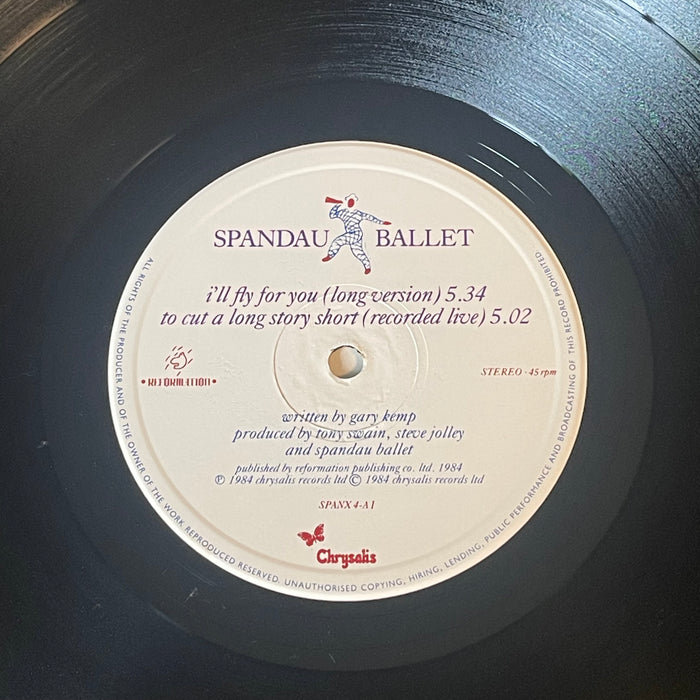 SPANDAU BALLET
i'll fly for you (long version) 5.34
to cut a long story short (recorded live) 5.02
• REFORMATION •
STEREO · 45 rpm
written by gary kemp
produced by tony swain, steve jolley
and spandau ballet
published by reformation publishing co. ltd. 1984
Ⓟ 1984 chrysalis records ltd © 1984 chrysalis records ltd
SPANX 4-A1
Chrysalis
ALL RIGHTS OF THE PRODUCER AND OF THE OWNER OF THE WORK REPRODUCED RESERVED. UNAUTHORISED COPYING, HIRING, LENDING, PUBLIC PERFORMANCE AND BROADCASTING OF THIS RECORD PROHIBITED.